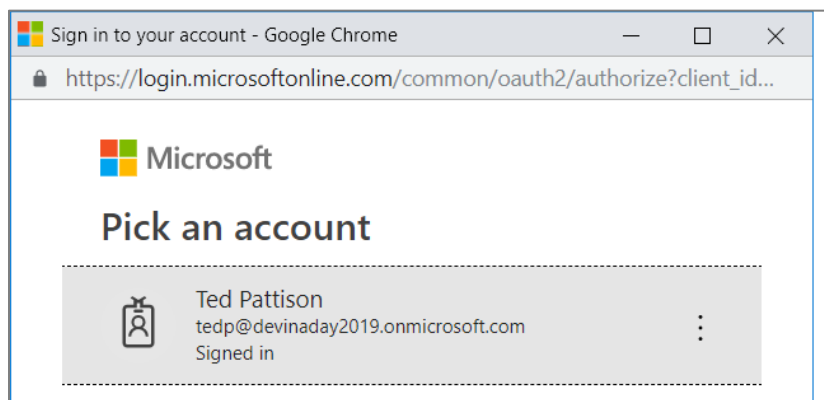 Sign in to your account - Google Chrome
https://login.microsoftonline.com/common/oauth2/authorize?client_id...
Microsoft
Pick an account
Ted Pattison
tedp@devinaday2019.onmicrosoft.com
Signed in